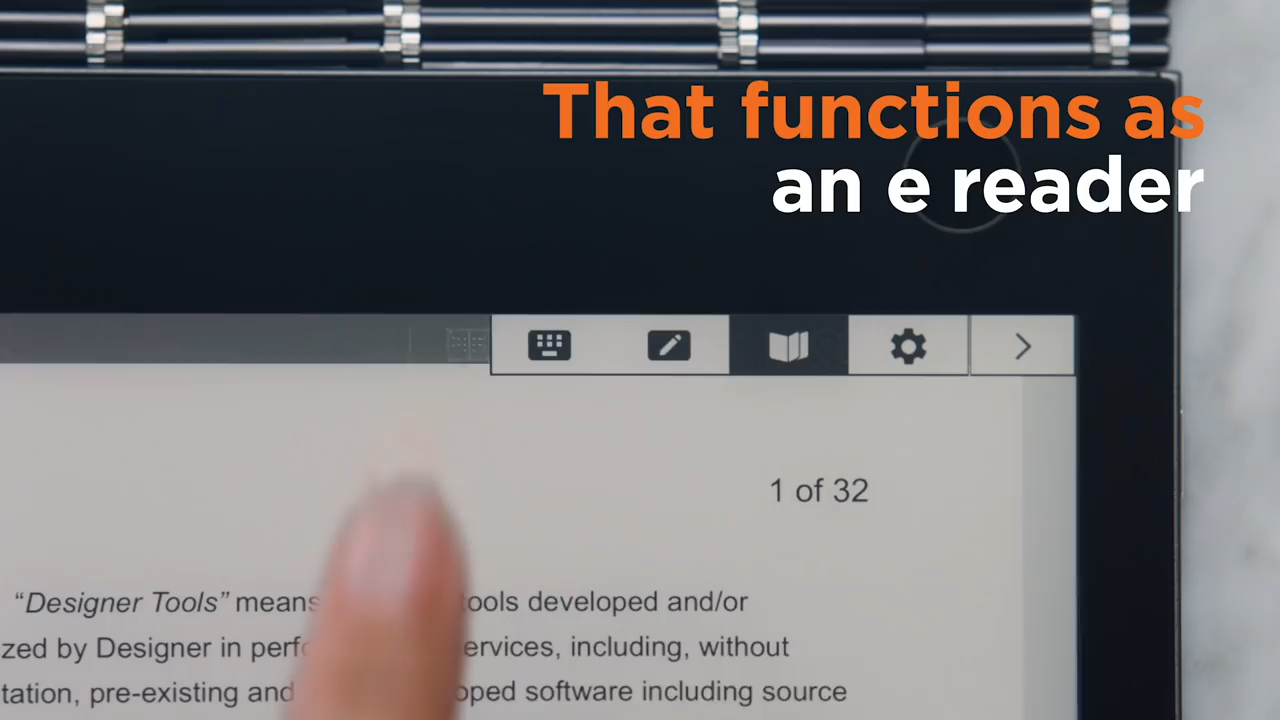 That functions as
an e reader
1 of 32
“Designer Tools” means tools developed and/or
zed by Designer in perfo ervices, including, without
tation, pre-existing and oped software including source